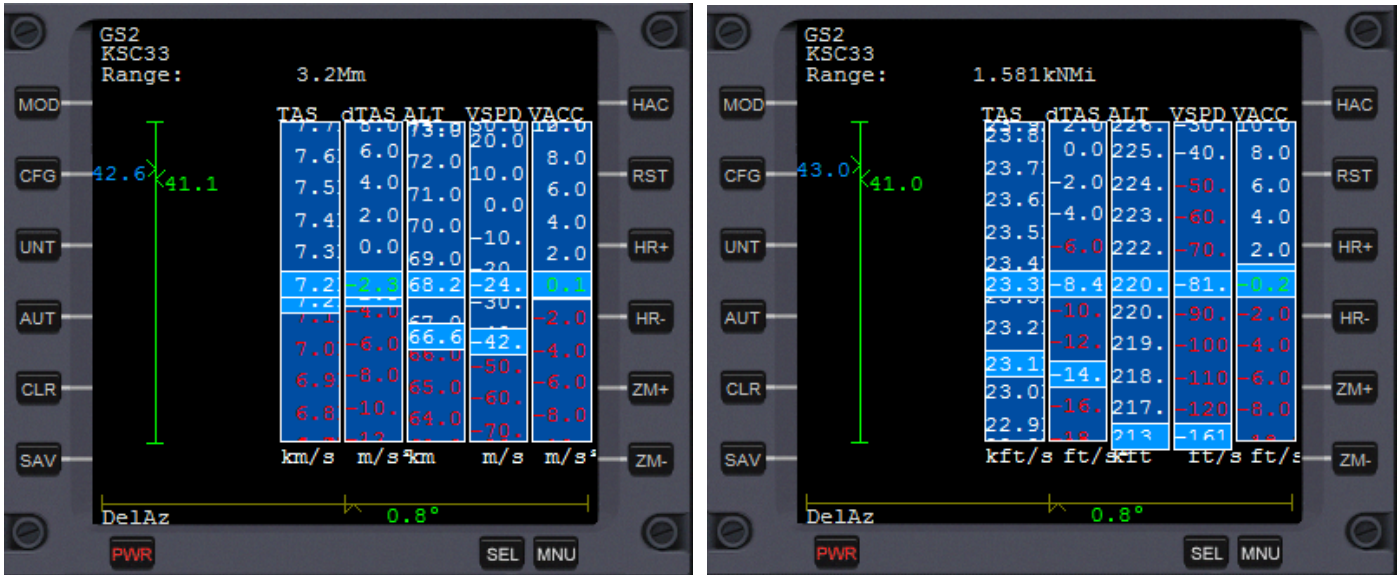 GS2
KSC33
Range: 3.2Mm
TAS dTAS ALT VSPD VACC
MOD HAC
7.6 6.0 72.0 20.0 8.0
CFG 42.6 41.1 RST
7.5 4.0 71.0 10.0 6.0
7.4 2.0 70.0 0.0 4.0
UNT HR+
7.3 0.0 69.0 -10. 2.0
7.2 -2.3 68.2 -24. 0.1
-30.
AUT -4.0 -2.0 HR-
7.0 -6.0 66.6 -42. -4.0
CLR 6.9 -8.0 65.0 -50. -6.0 ZM+
6.8 -10. 64.0 -60. -8.0
-70.
km/s m/s² km m/s m/s²
SAV ZM-
DelAz 0.8°
PWR SEL MNU
GS2
KSC33
Range: 1.581kNMi
TAS dTAS ALT VSPD VACC
MOD HAC
23.8 0.0 225. -40. 8.0
CFG 43.0 41.0 RST
23.7 -2.0 224. -50. 6.0
23.6 -4.0 223. -60. 4.0
UNT HR+
23.5 -6.0 222. -70. 2.0
23.4
23.3 -8.4 220. -81. -0.2
AUT -10. 220. -90. -2.0 HR-
23.2 -12. 219. -100 -4.0
23.1 -14. 218. -110 -6.0
CLR ZM+
23.0 -16. 217. -120 -8.0
22.9 -18. 213 -161
kft/s ft/s kft ft/s ft/s
SAV ZM-
DelAz 0.8°
PWR SEL MNU